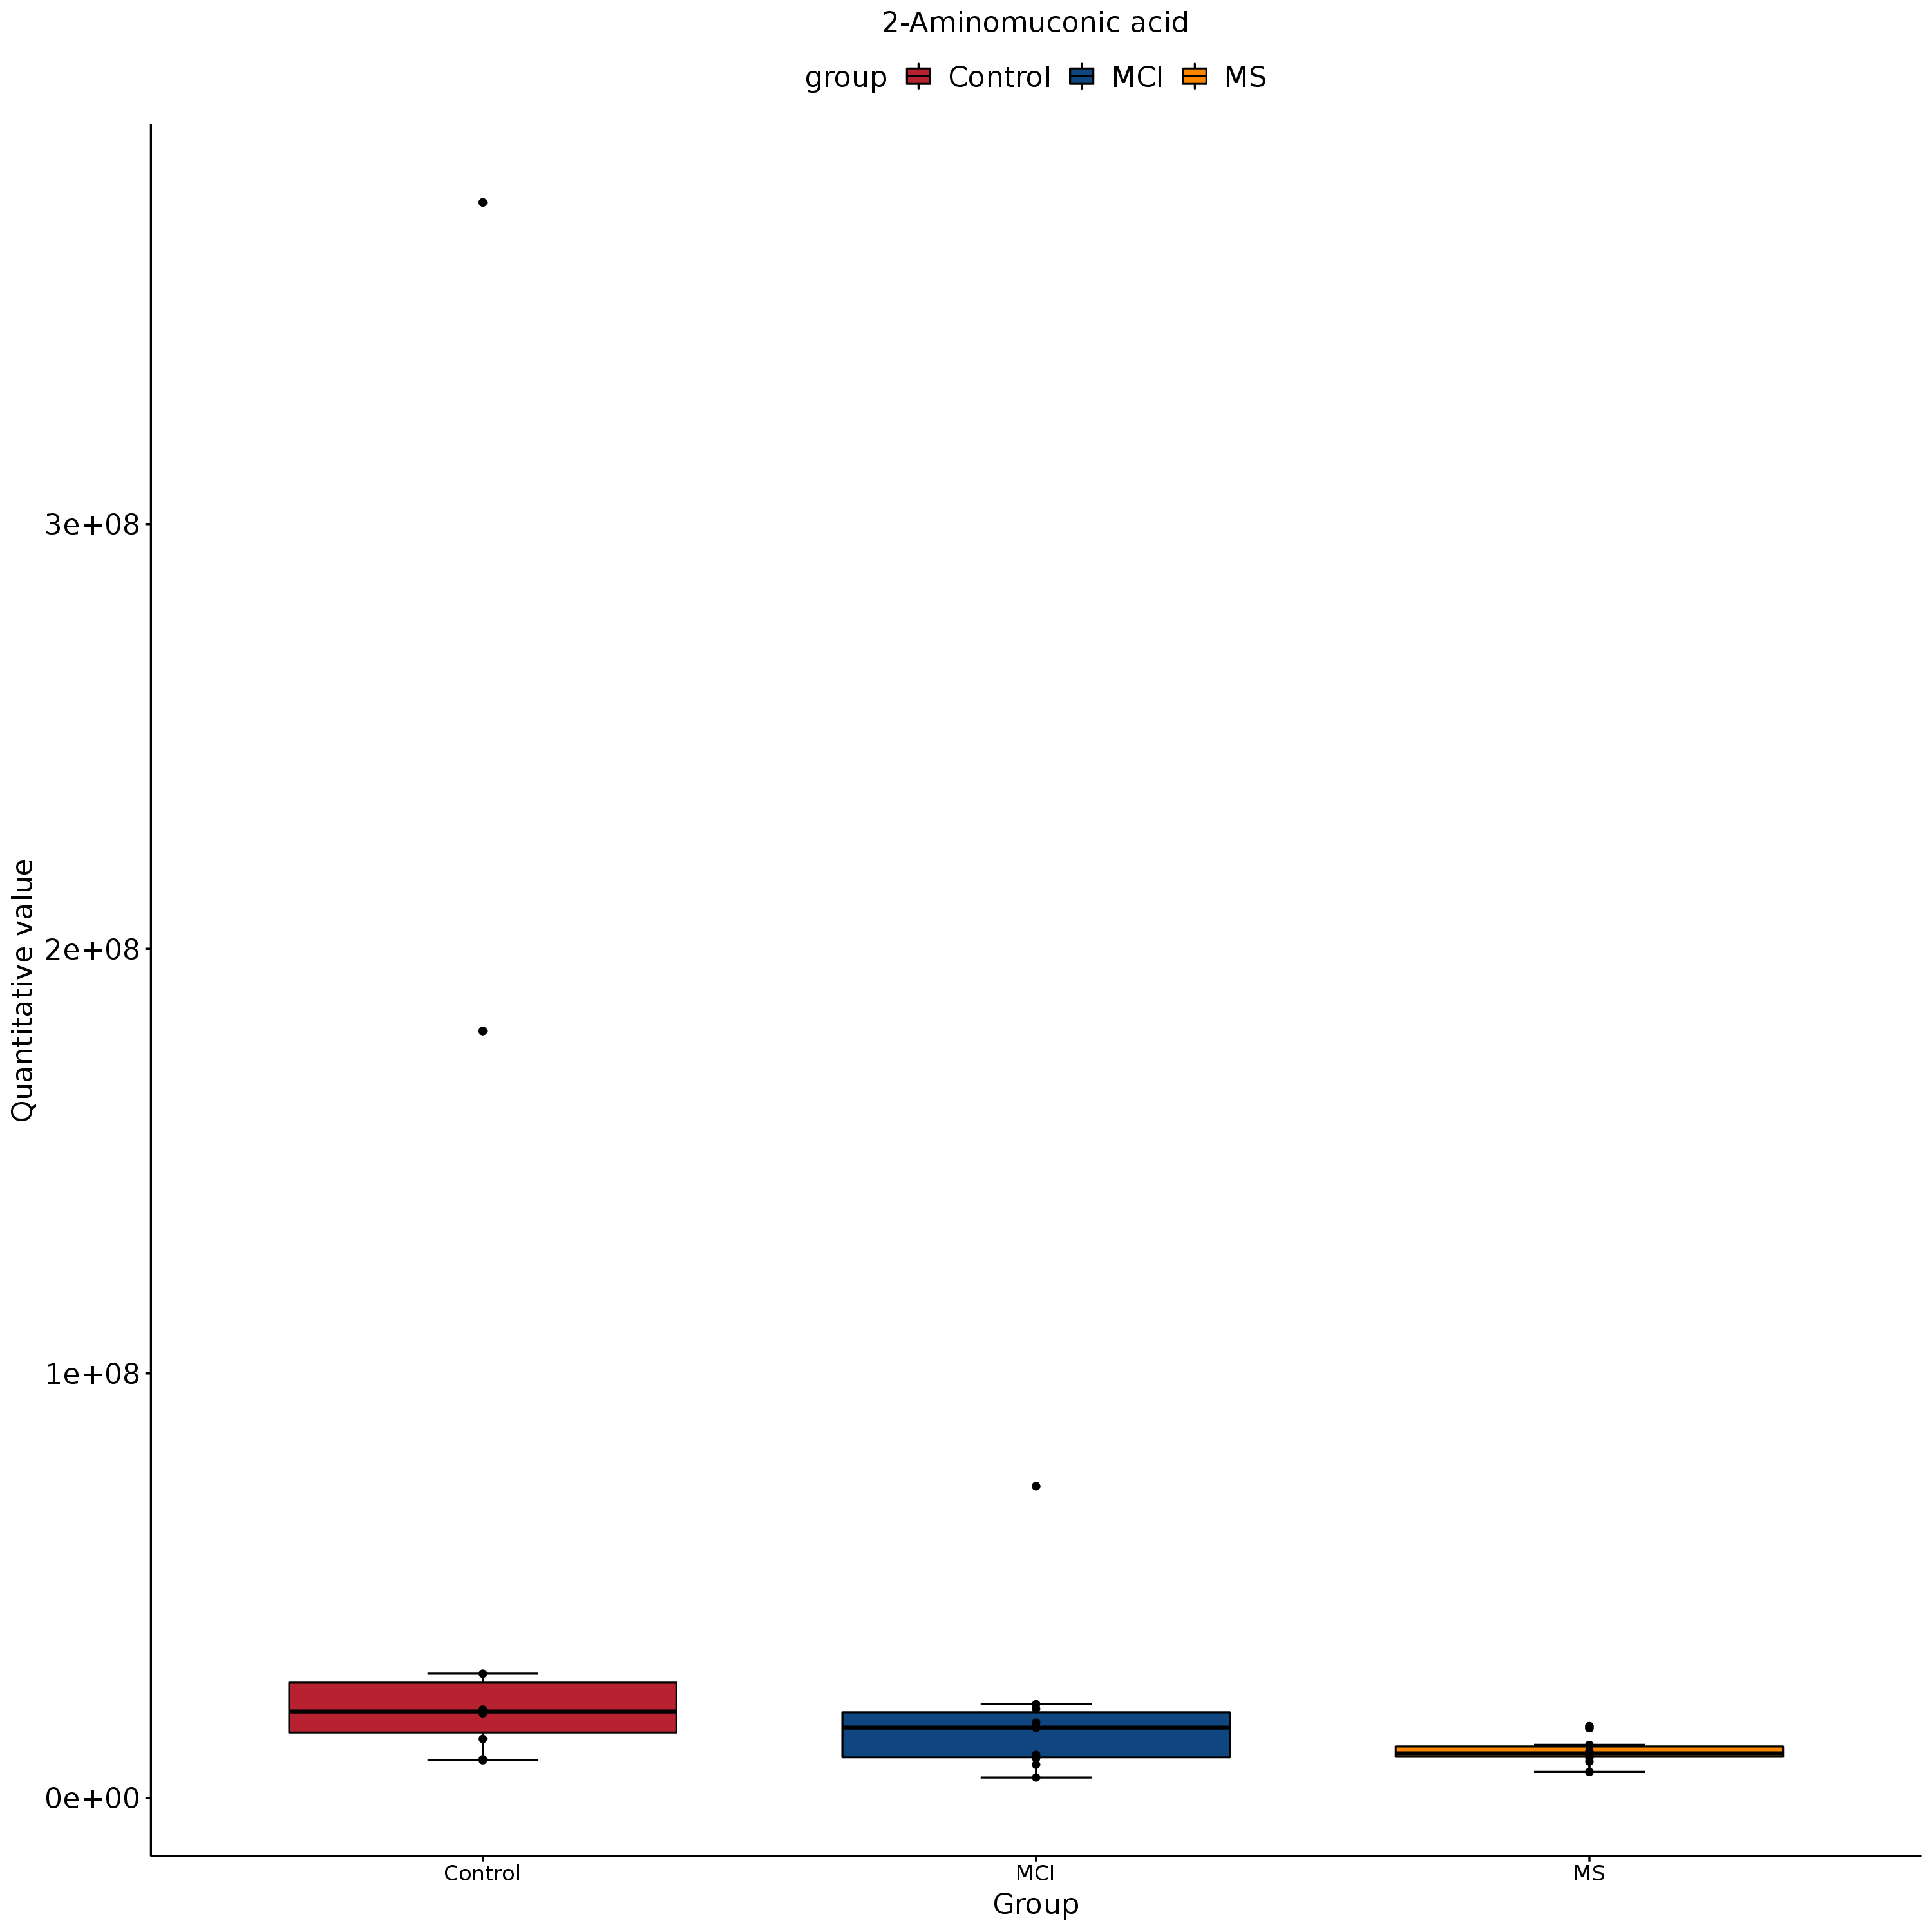 2-Aminomuconic acid
group Control MCI MS
Quantitative value
3e+08
2e+08
1e+08
0e+00
Control MCI MS
Group